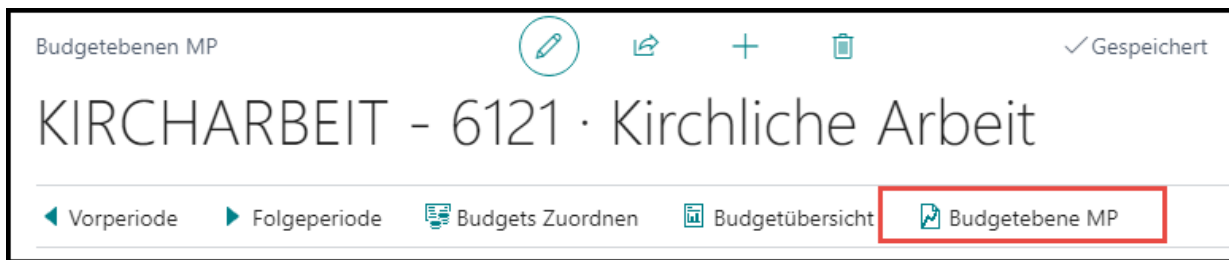 Budgetebenen MP Gespeichert
KIRCHARBEIT - 6121 · Kirchliche Arbeit
Vorperiode Folgeperiode Budgets Zuordnen Budgetübersicht Budgetebene MP